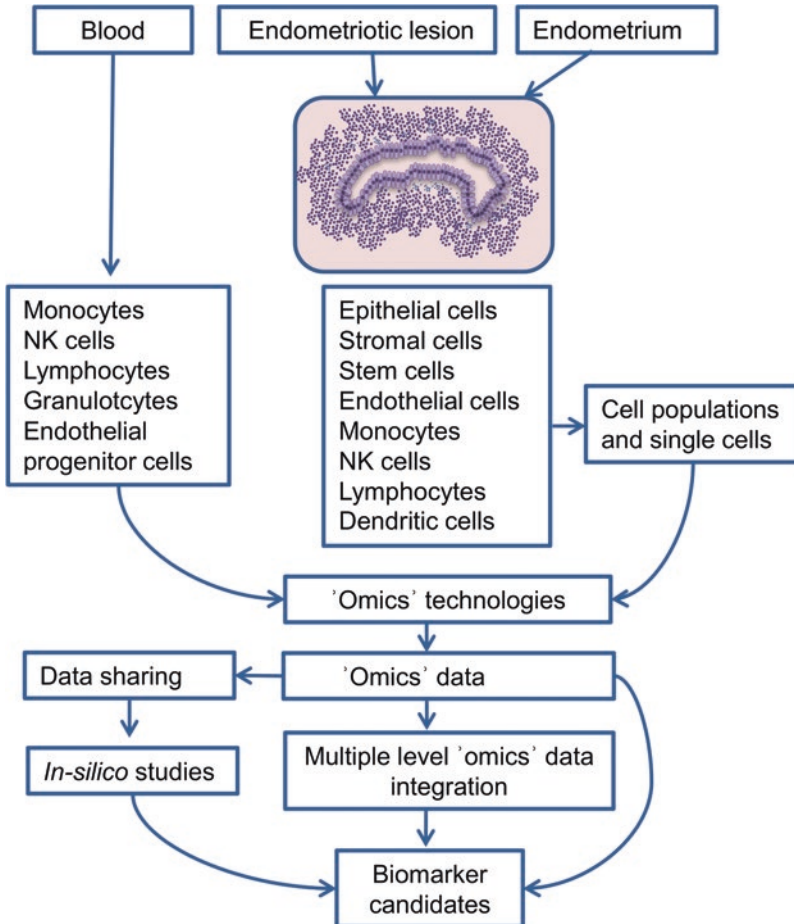 Blood
Endometriotic lesion
Endometrium
Monocytes
NK cells
Lymphocytes
Granulotcytes
Endothelial
progenitor cells
Epithelial cells
Stromal cells
Stem cells
Endothelial cells
Monocytes
NK cells
Lymphocytes
Dendritic cells
Cell populations
and single cells
ʾOmicsʾ technologies
Data sharing
ʾOmicsʾ data
In-silico studies
Multiple level ʾomicsʾ data
integration
Biomarker
candidates